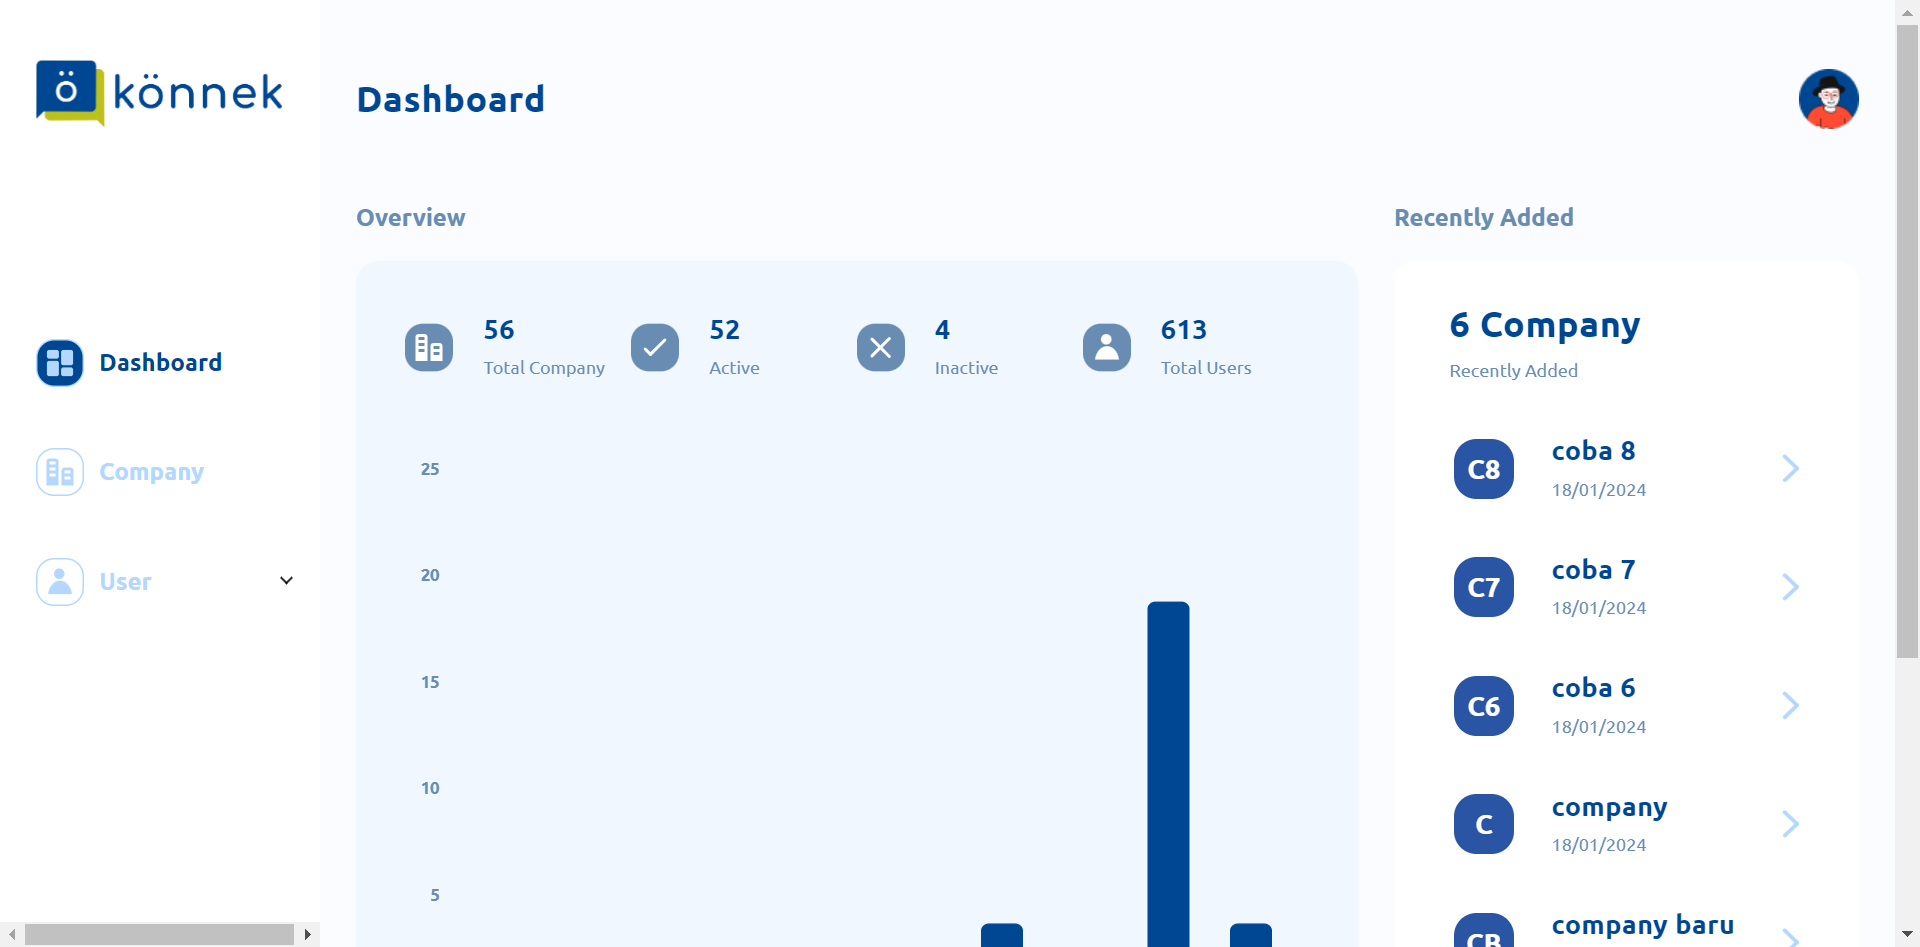 ö könnek
Dashboard
Company
User
Dashboard
Overview
56
Total Company
52
Active
4
Inactive
613
Total Users
25
20
15
10
5
Recently Added
6 Company
Recently Added
C8
coba 8
18/01/2024
C7
coba 7
18/01/2024
C6
coba 6
18/01/2024
C
company
18/01/2024
CB
company baru